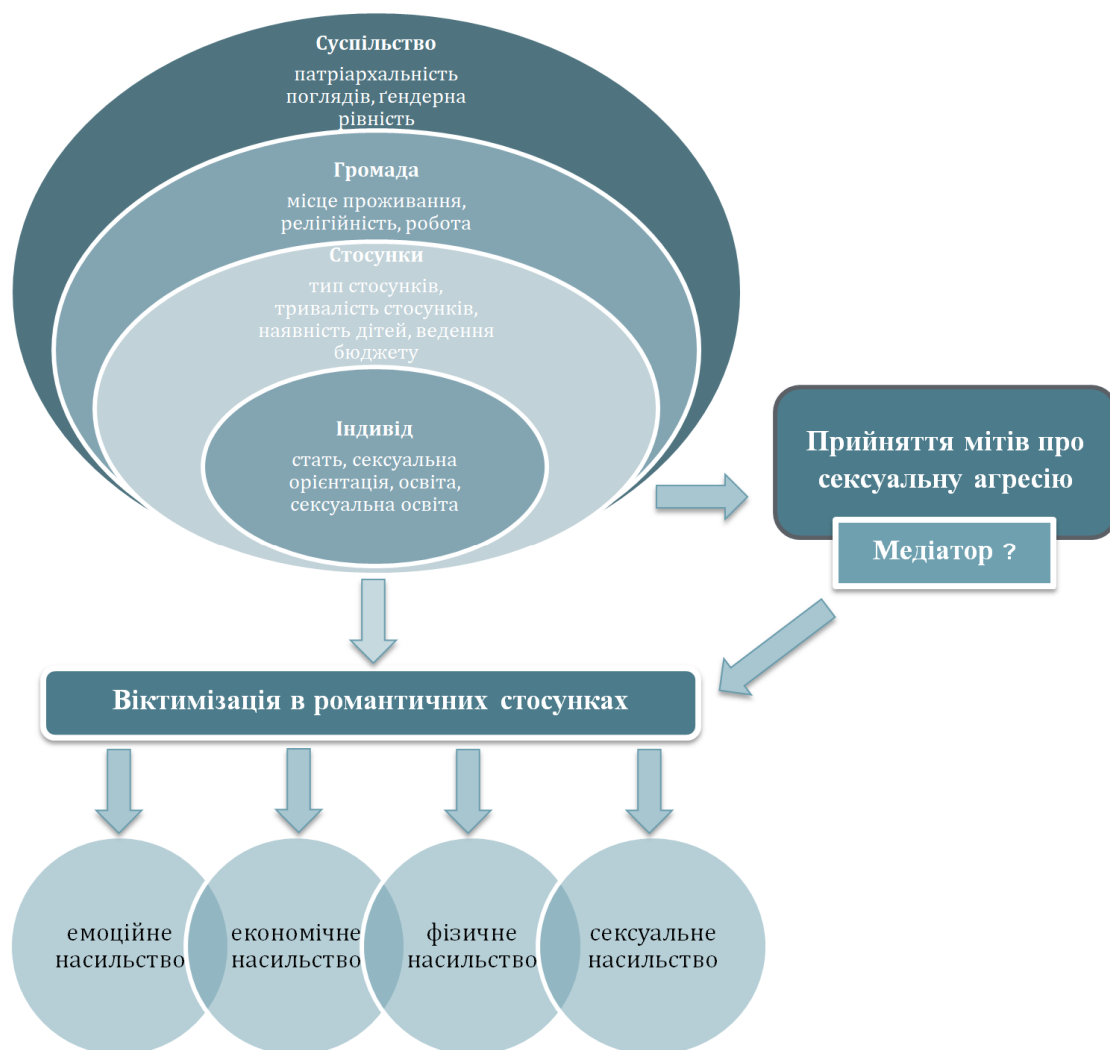 Суспільство
патріархальність
поглядів, ґендерна
рівність
Громада
місце проживання,
релігійність, робота
Стосунки
тип стосунків,
тривалість стосунків,
наявність дітей, ведення
бюджету
Індивід
стать, сексуальна
орієнтація, освіта,
сексуальна освіта
Прийняття мітів про
сексуальну агресію
Медіатор ?
Віктимізація в романтичних стосунках
емоційне
насильство
економічне
насильство
фізичне
насильство
сексуальне
насильство